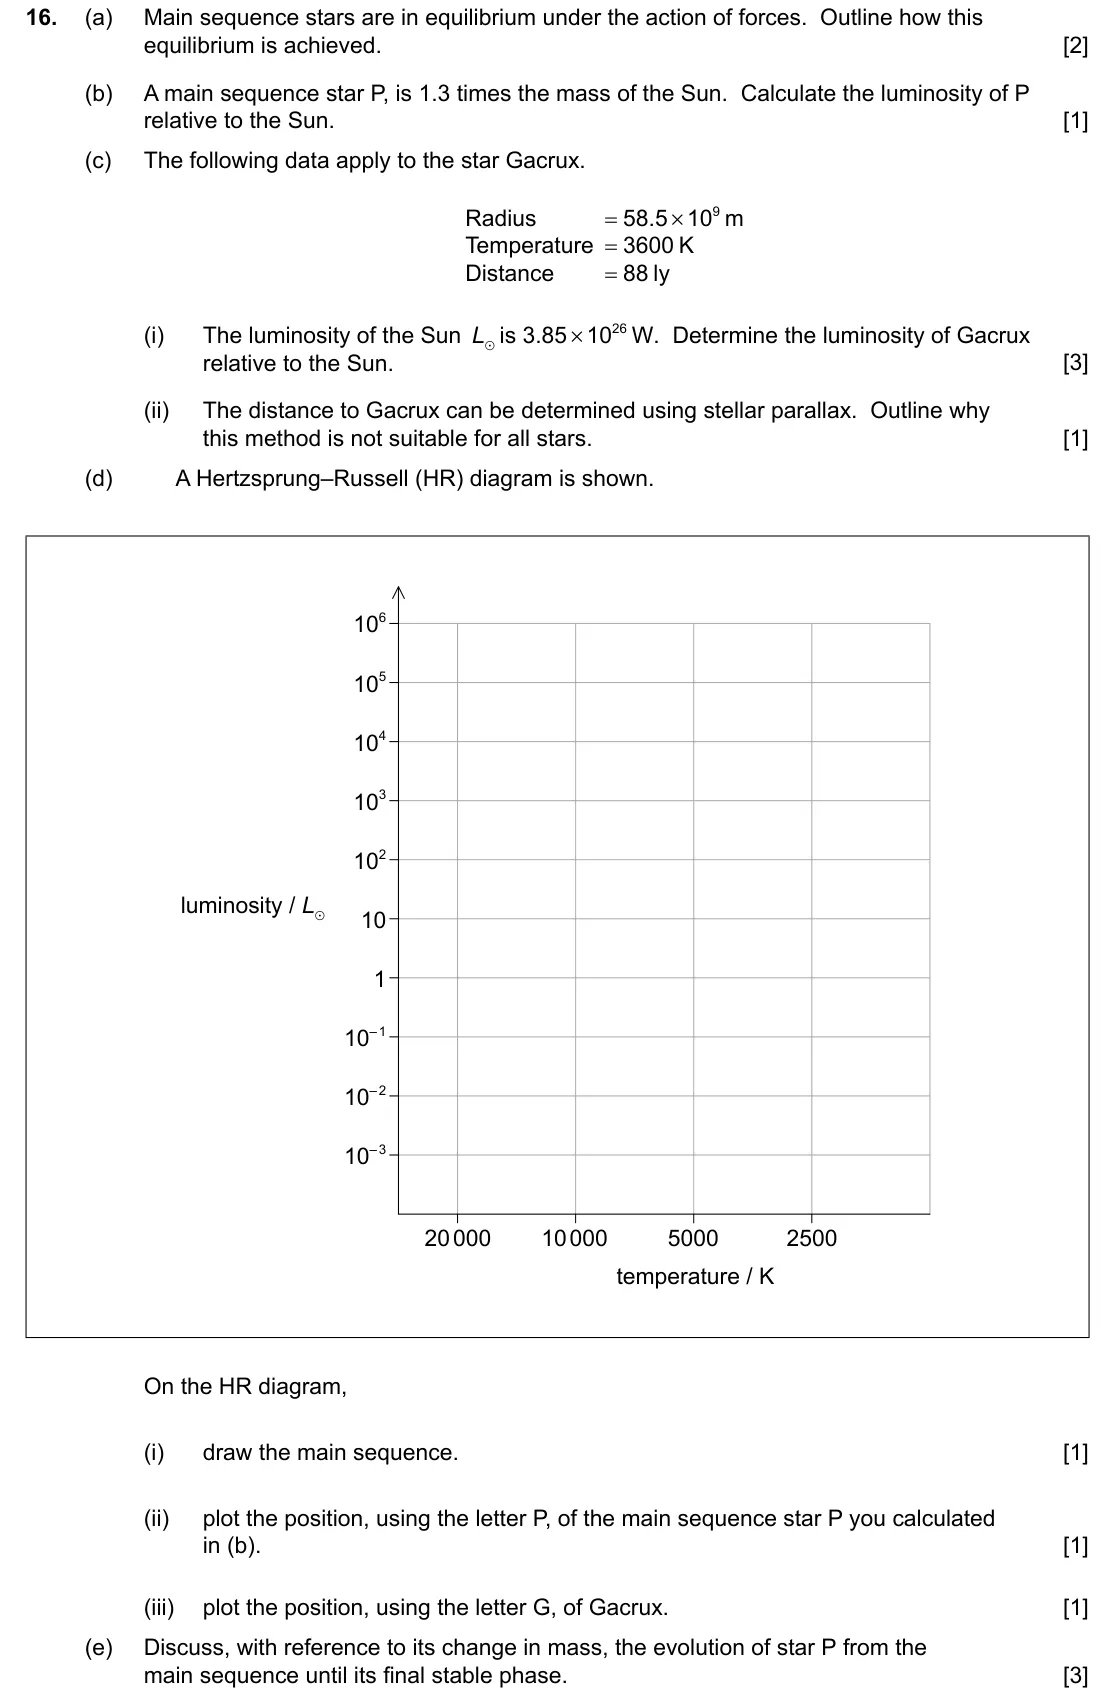 16. (a) Main sequence stars are in equilibrium under the action of forces. Outline how this
equilibrium is achieved. [2]
(b) A main sequence star P, is 1.3 times the mass of the Sun. Calculate the luminosity of P
relative to the Sun. [1]
(c) The following data apply to the star Gacrux.
Radius = 58.5 × 10⁹ m
Temperature = 3600 K
Distance = 88 ly
(i) The luminosity of the Sun L☉ is 3.85 × 10²⁶ W. Determine the luminosity of Gacrux
relative to the Sun. [3]
(ii) The distance to Gacrux can be determined using stellar parallax. Outline why
this method is not suitable for all stars. [1]
(d) A Hertzsprung–Russell (HR) diagram is shown.
10⁶
10⁵
10⁴
10³
10²
luminosity / L☉
10
1
10⁻¹
10⁻²
10⁻³
20 000 10 000 5000 2500
temperature / K
On the HR diagram,
(i) draw the main sequence. [1]
(ii) plot the position, using the letter P, of the main sequence star P you calculated
in (b). [1]
(iii) plot the position, using the letter G, of Gacrux. [1]
(e) Discuss, with reference to its change in mass, the evolution of star P from the
main sequence until its final stable phase. [3]